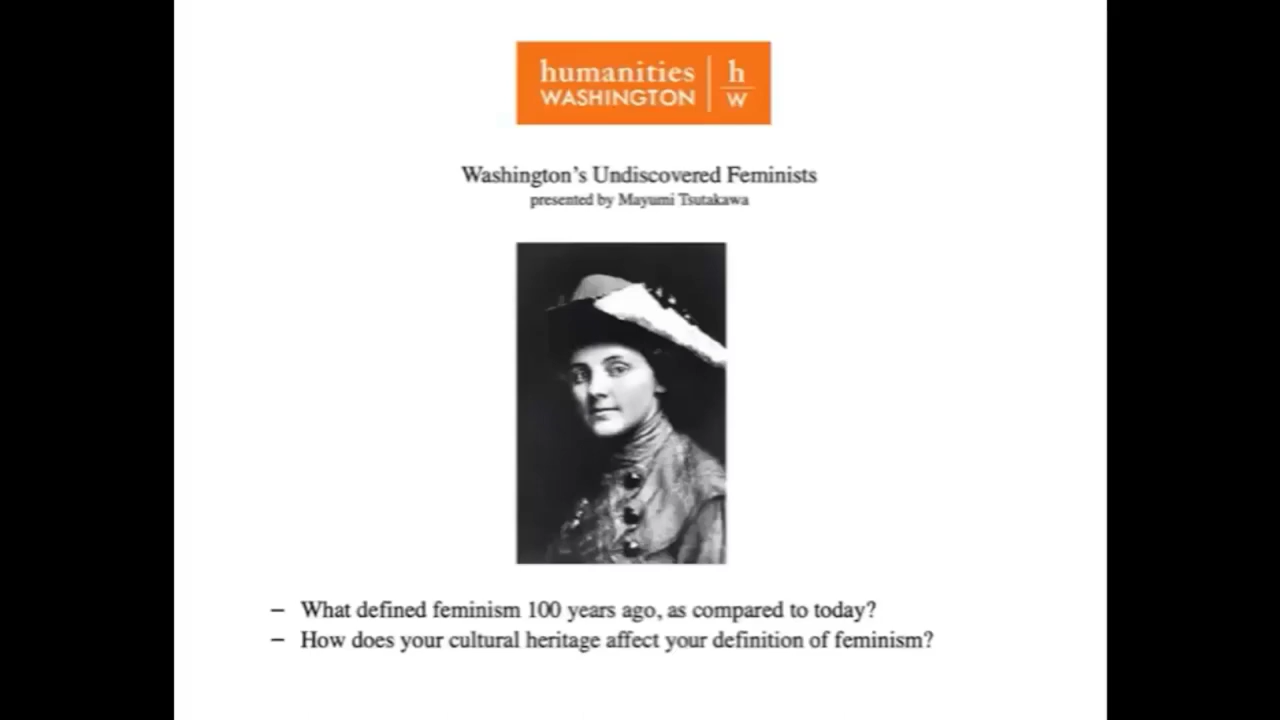 humanities
WASHINGTON
h
w
Washington's Undiscovered Feminists
presented by Mayumi Tsutakawa
– What defined feminism 100 years ago, as compared to today?
– How does your cultural heritage affect your definition of feminism?